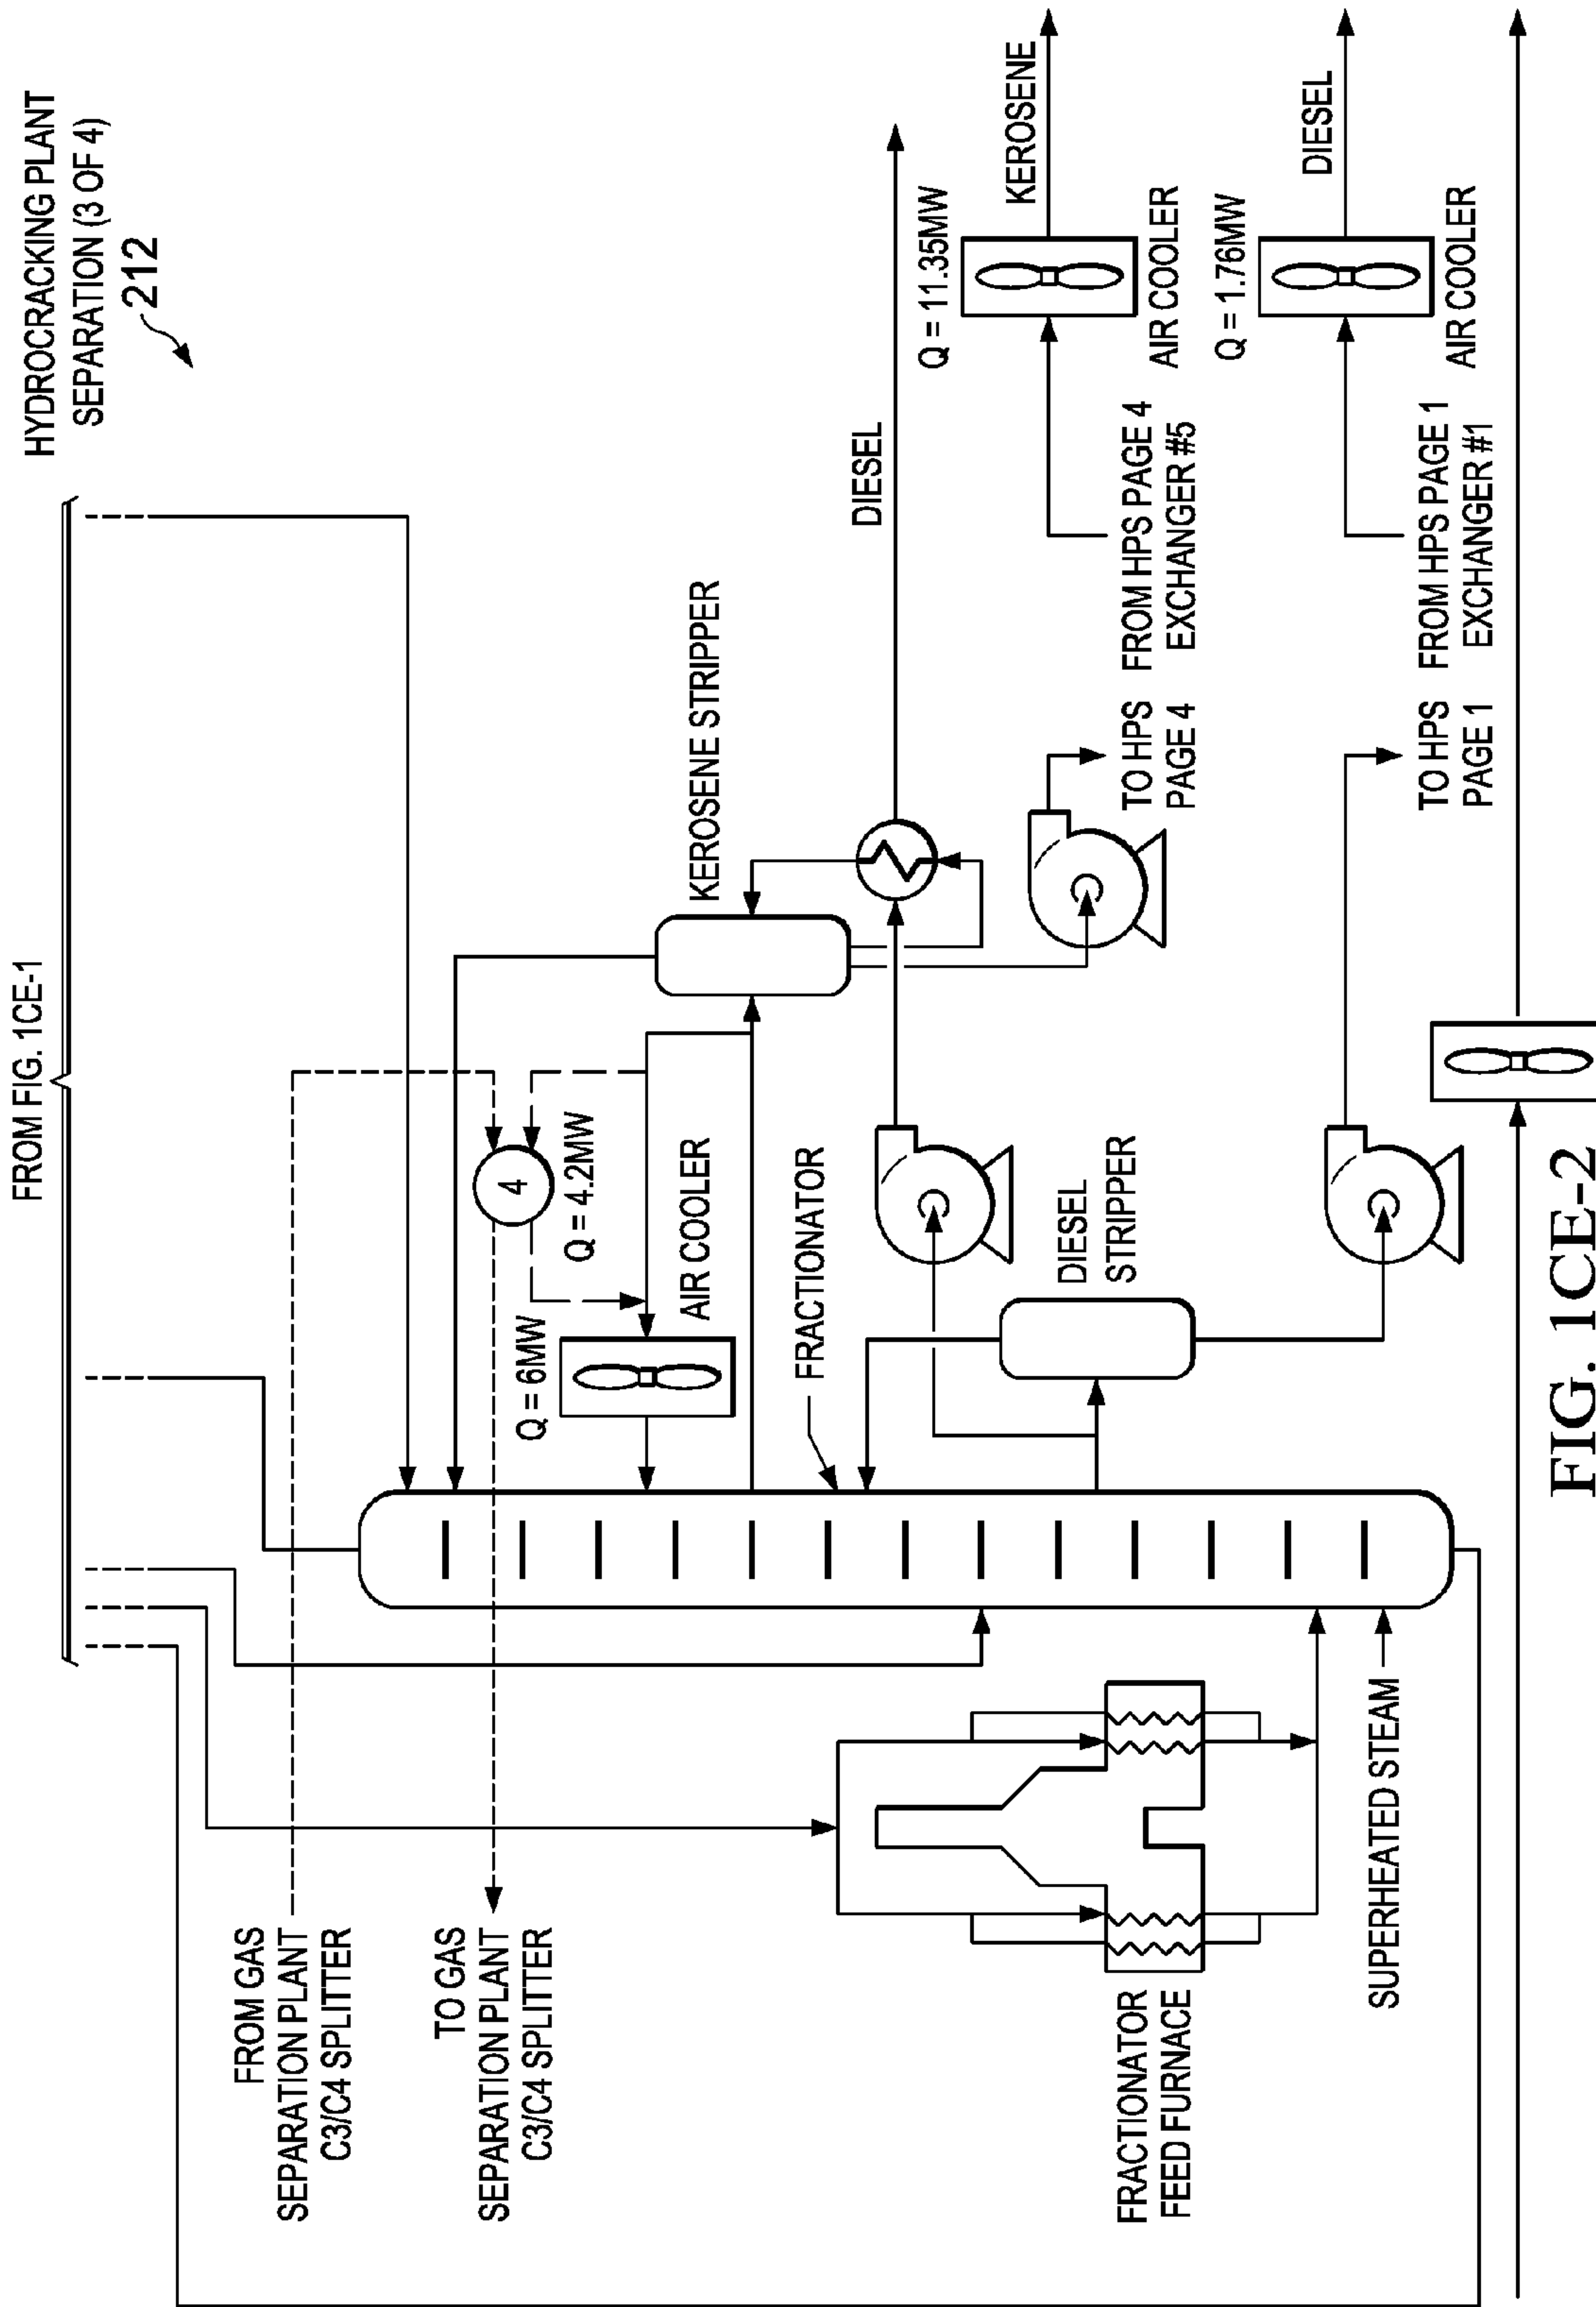 HYDROCRACKING PLANT
SEPARATION (3 OF 4)
212
FROM FIG. 1CE-1
FROM GAS
SEPARATION PLANT
C3/C4 SPLITTER
TO GAS
SEPARATION PLANT
C3/C4 SPLITTER
4
Q = 4.2MW
Q = 6MW
AIR COOLER
KEROSENE STRIPPER
FRACTIONATOR
DIESEL
DIESEL
STRIPPER
FRACTIONATOR
FEED FURNACE
SUPERHEATED STEAM
Q = 11.35MW
KEROSENE
AIR COOLER
TO HPS
PAGE 4
FROM HPS PAGE 4
EXCHANGER #5
Q = 1.76MW
DIESEL
AIR COOLER
TO HPS
PAGE 1
FROM HPS PAGE 1
EXCHANGER #1
FIG. 1CE-2